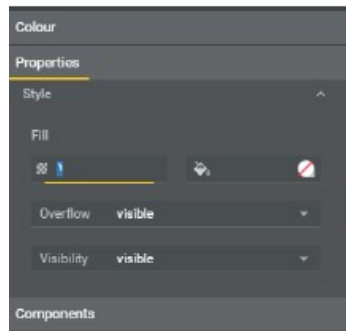 Colour
Properties
Style
Fill
1
Overflow visible
Visibility visible
Components